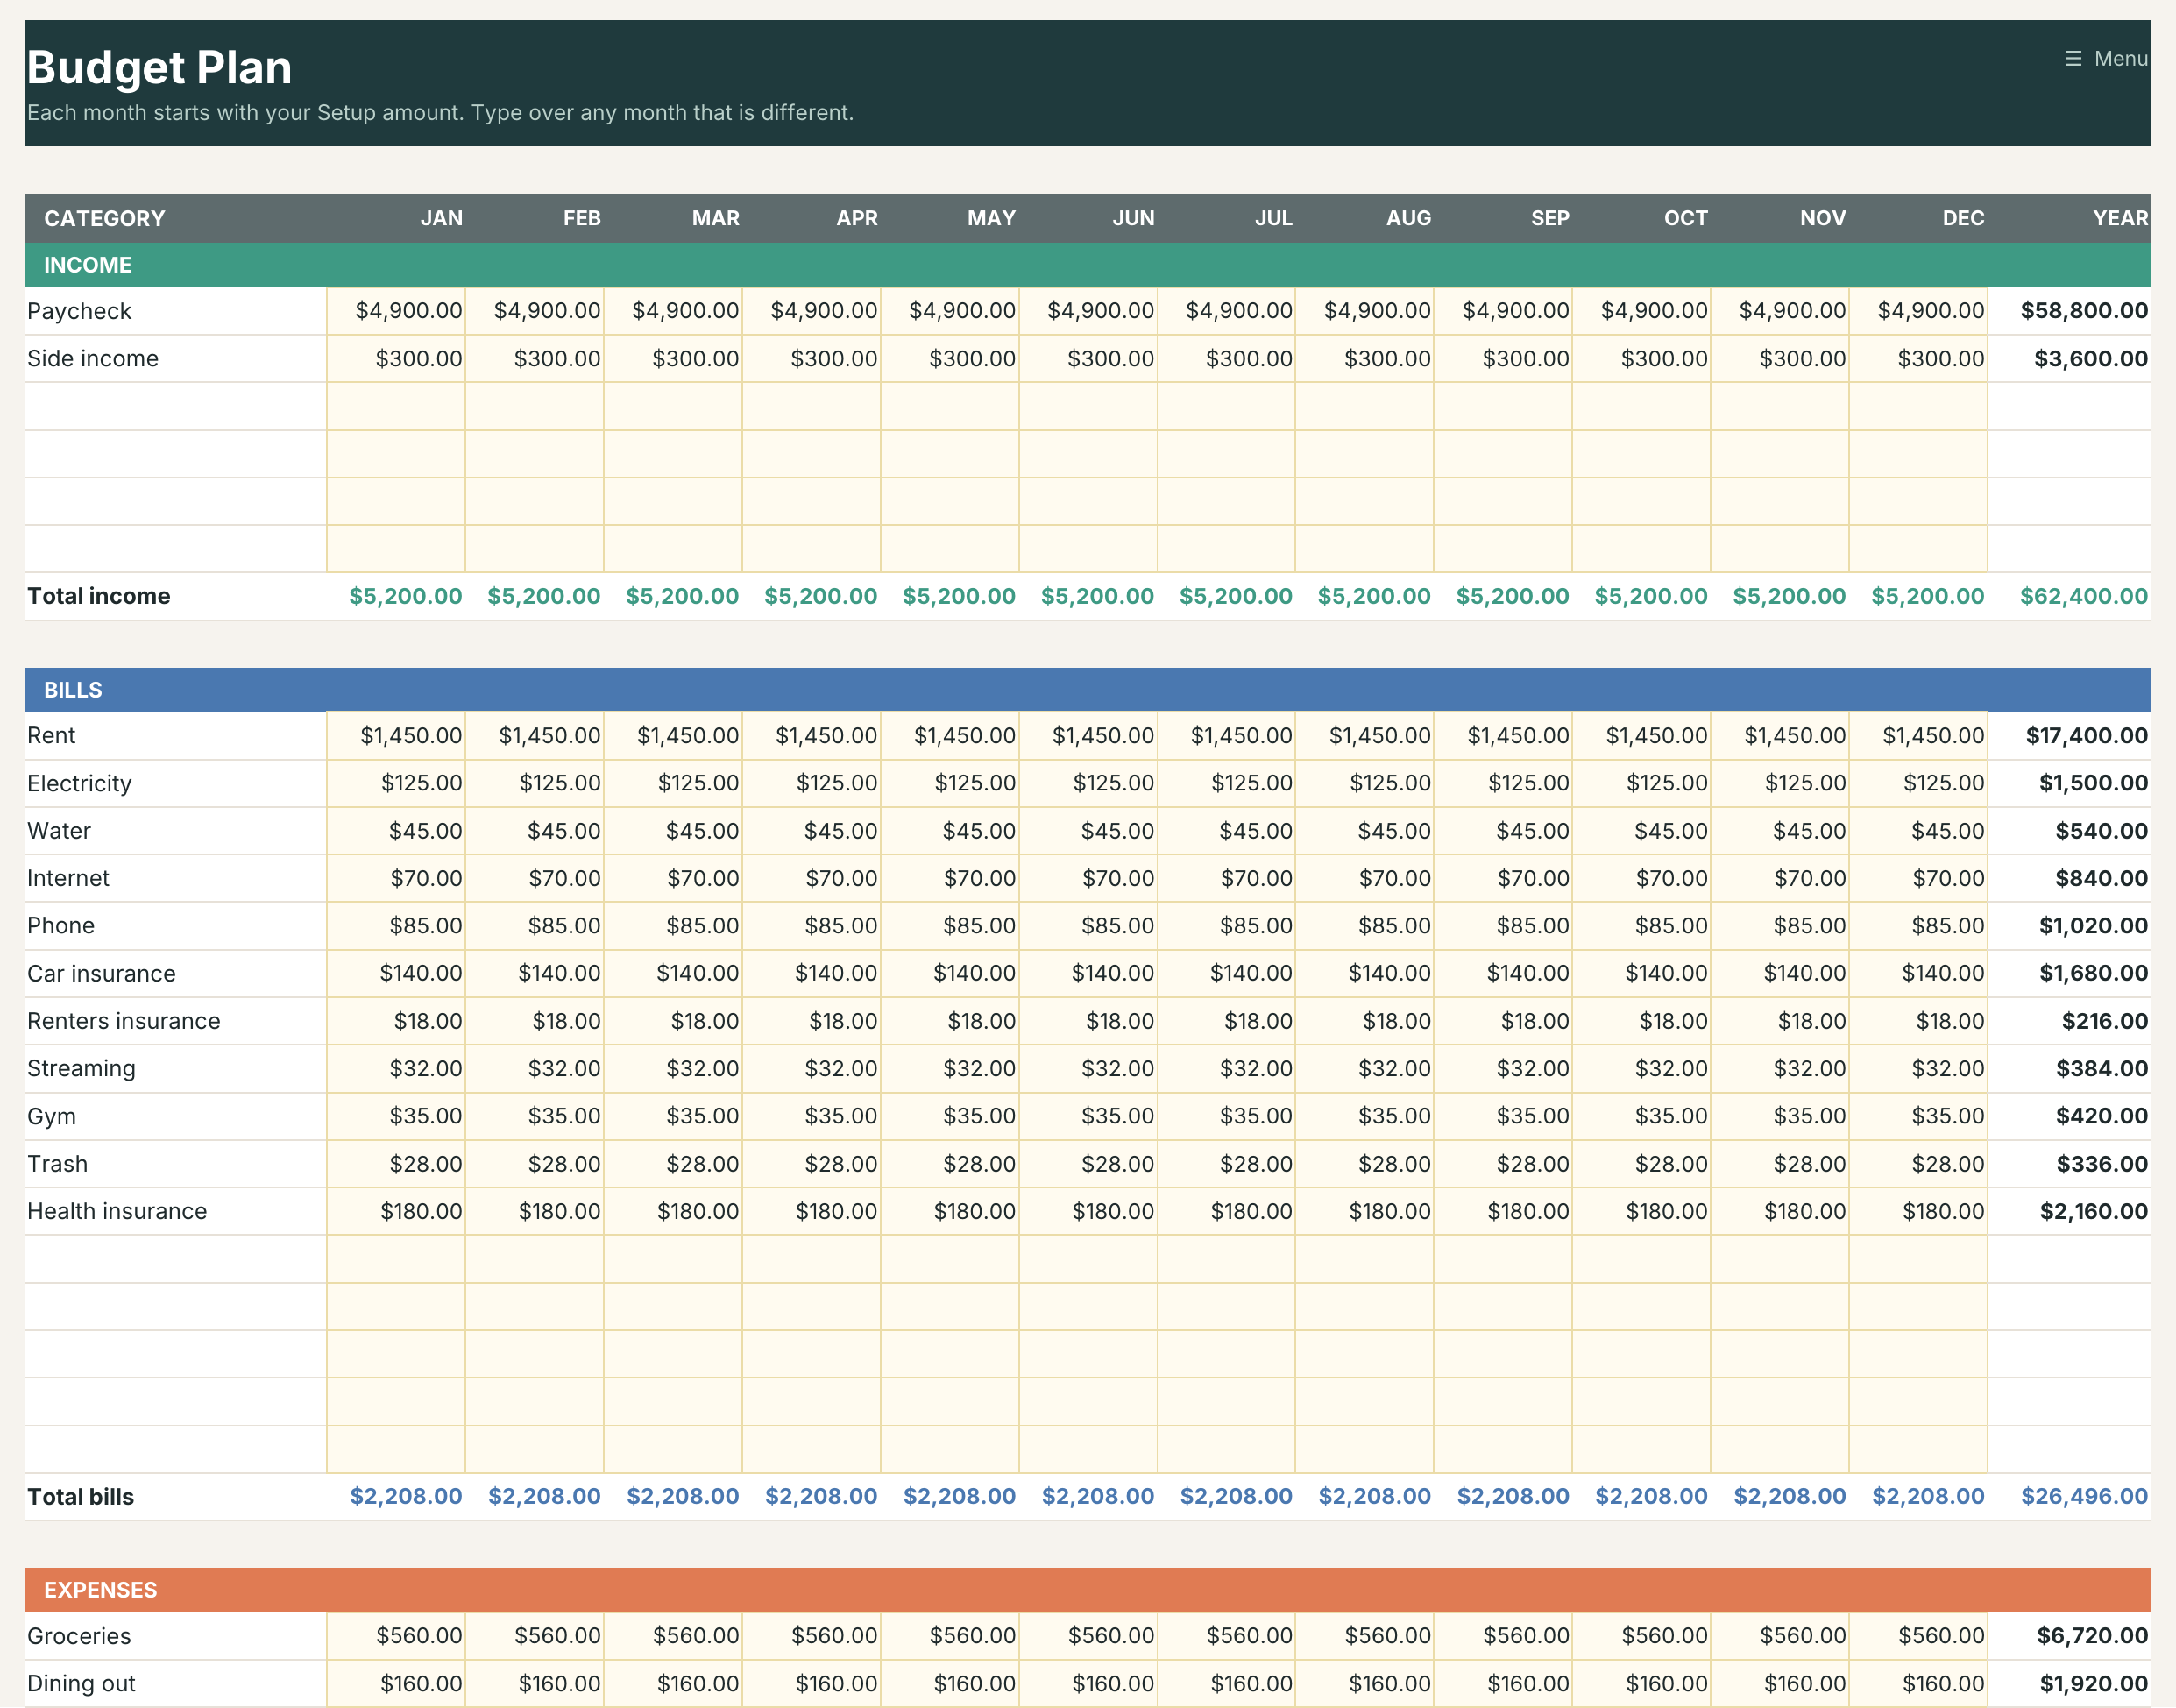 Budget Plan
☰ Menu
Each month starts with your Setup amount. Type over any month that is different.
CATEGORY JAN FEB MAR APR MAY JUN JUL AUG SEP OCT NOV DEC YEAR
INCOME
Paycheck $4,900.00 $4,900.00 $4,900.00 $4,900.00 $4,900.00 $4,900.00 $4,900.00 $4,900.00 $4,900.00 $4,900.00 $4,900.00 $4,900.00 $58,800.00
Side income $300.00 $300.00 $300.00 $300.00 $300.00 $300.00 $300.00 $300.00 $300.00 $300.00 $300.00 $300.00 $3,600.00
Total income $5,200.00 $5,200.00 $5,200.00 $5,200.00 $5,200.00 $5,200.00 $5,200.00 $5,200.00 $5,200.00 $5,200.00 $5,200.00 $5,200.00 $62,400.00
BILLS
Rent $1,450.00 $1,450.00 $1,450.00 $1,450.00 $1,450.00 $1,450.00 $1,450.00 $1,450.00 $1,450.00 $1,450.00 $1,450.00 $1,450.00 $17,400.00
Electricity $125.00 $125.00 $125.00 $125.00 $125.00 $125.00 $125.00 $125.00 $125.00 $125.00 $125.00 $125.00 $1,500.00
Water $45.00 $45.00 $45.00 $45.00 $45.00 $45.00 $45.00 $45.00 $45.00 $45.00 $45.00 $45.00 $540.00
Internet $70.00 $70.00 $70.00 $70.00 $70.00 $70.00 $70.00 $70.00 $70.00 $70.00 $70.00 $70.00 $840.00
Phone $85.00 $85.00 $85.00 $85.00 $85.00 $85.00 $85.00 $85.00 $85.00 $85.00 $85.00 $85.00 $1,020.00
Car insurance $140.00 $140.00 $140.00 $140.00 $140.00 $140.00 $140.00 $140.00 $140.00 $140.00 $140.00 $140.00 $1,680.00
Renters insurance $18.00 $18.00 $18.00 $18.00 $18.00 $18.00 $18.00 $18.00 $18.00 $18.00 $18.00 $18.00 $216.00
Streaming $32.00 $32.00 $32.00 $32.00 $32.00 $32.00 $32.00 $32.00 $32.00 $32.00 $32.00 $32.00 $384.00
Gym $35.00 $35.00 $35.00 $35.00 $35.00 $35.00 $35.00 $35.00 $35.00 $35.00 $35.00 $35.00 $420.00
Trash $28.00 $28.00 $28.00 $28.00 $28.00 $28.00 $28.00 $28.00 $28.00 $28.00 $28.00 $28.00 $336.00
Health insurance $180.00 $180.00 $180.00 $180.00 $180.00 $180.00 $180.00 $180.00 $180.00 $180.00 $180.00 $180.00 $2,160.00
Total bills $2,208.00 $2,208.00 $2,208.00 $2,208.00 $2,208.00 $2,208.00 $2,208.00 $2,208.00 $2,208.00 $2,208.00 $2,208.00 $2,208.00 $26,496.00
EXPENSES
Groceries $560.00 $560.00 $560.00 $560.00 $560.00 $560.00 $560.00 $560.00 $560.00 $560.00 $560.00 $560.00 $6,720.00
Dining out $160.00 $160.00 $160.00 $160.00 $160.00 $160.00 $160.00 $160.00 $160.00 $160.00 $160.00 $160.00 $1,920.00